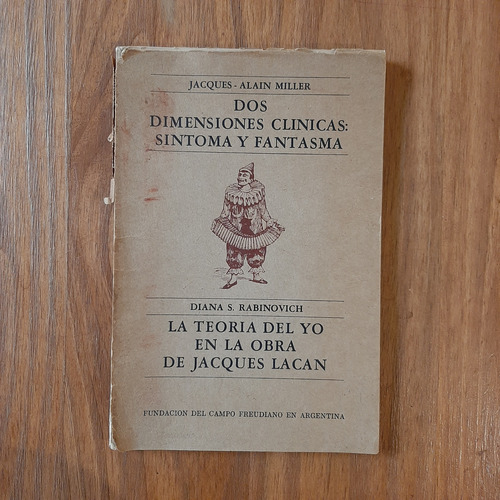 JACQUES-ALAIN MILLER
DOS
DIMENSIONES CLINICAS:
SINTOMA Y FANTASMA
DIANA S. RABINOVICH
LA TEORIA DEL YO
EN LA OBRA
DE JACQUES LACAN
FUNDACION DEL CAMPO FREUDIANO EN ARGENTINA